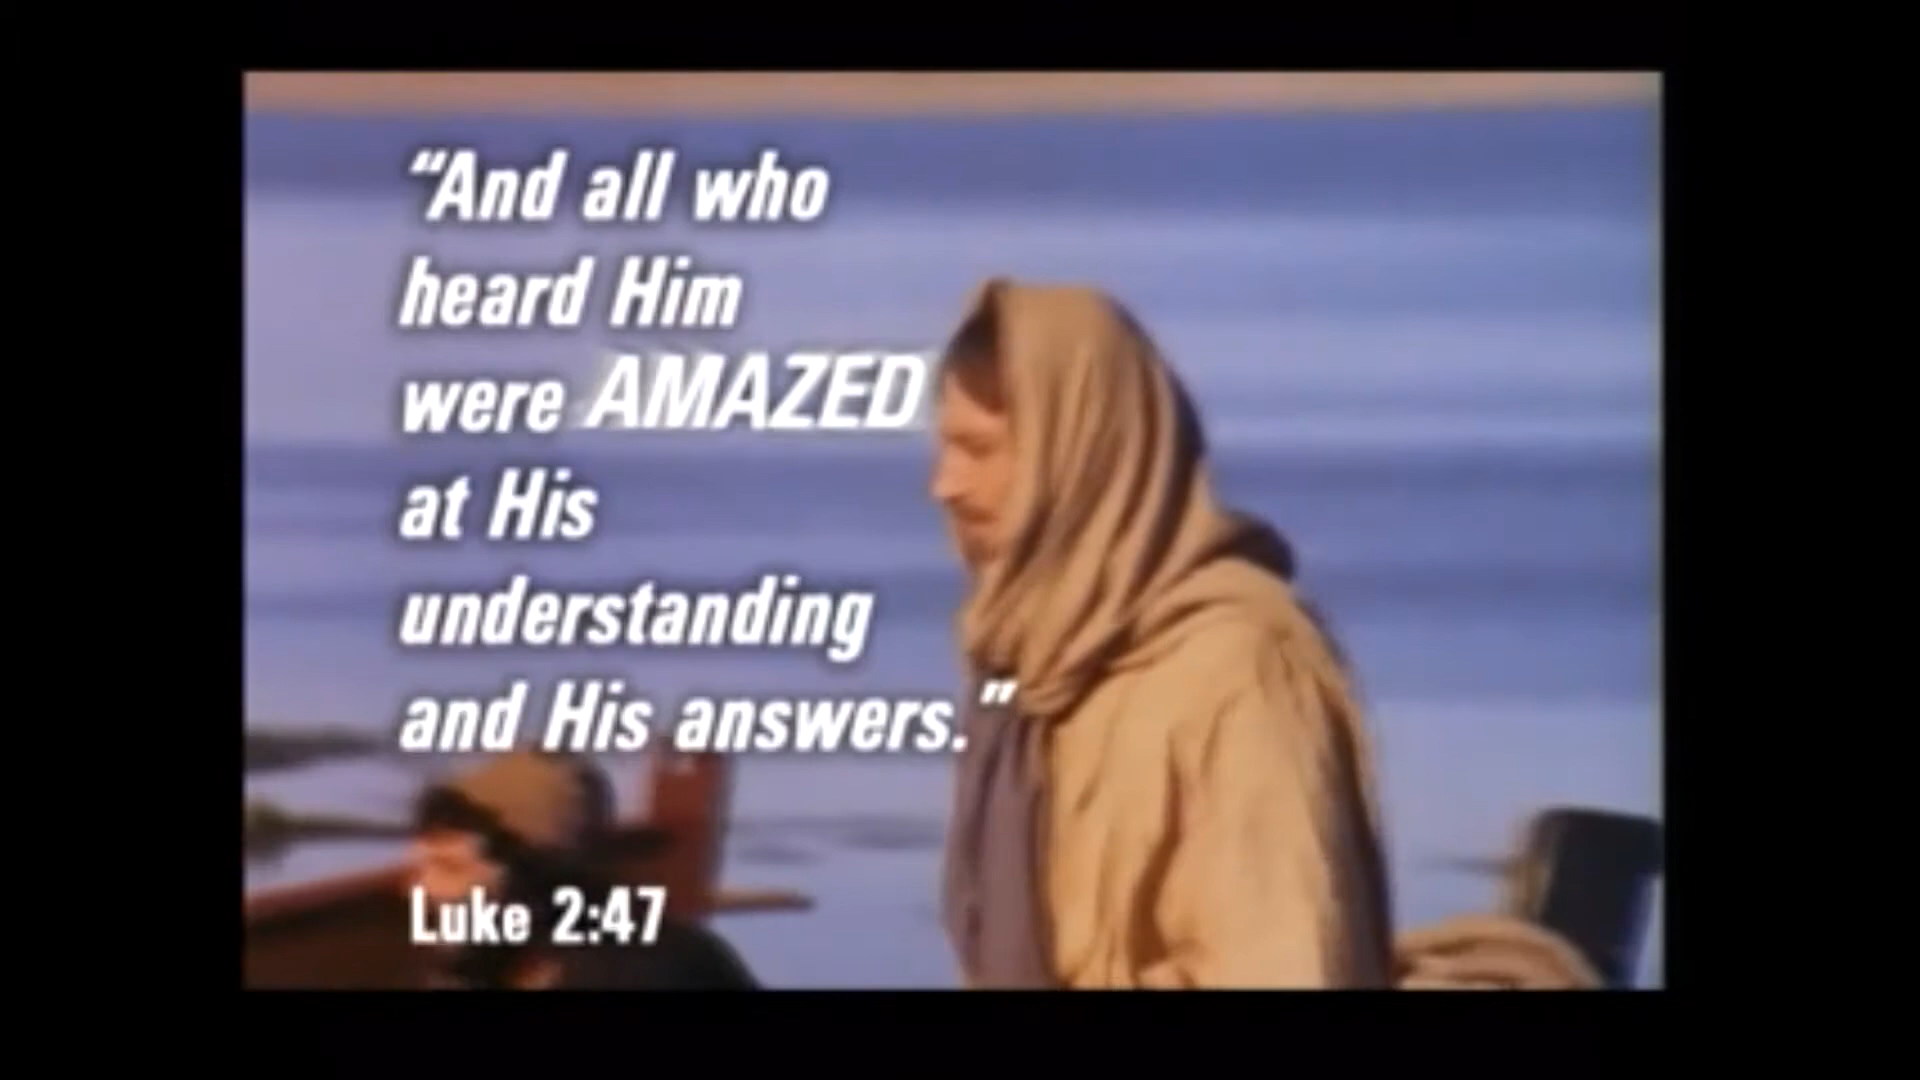 “And all who
heard Him
were AMAZED
at His
understanding
and His answers.”
Luke 2:47